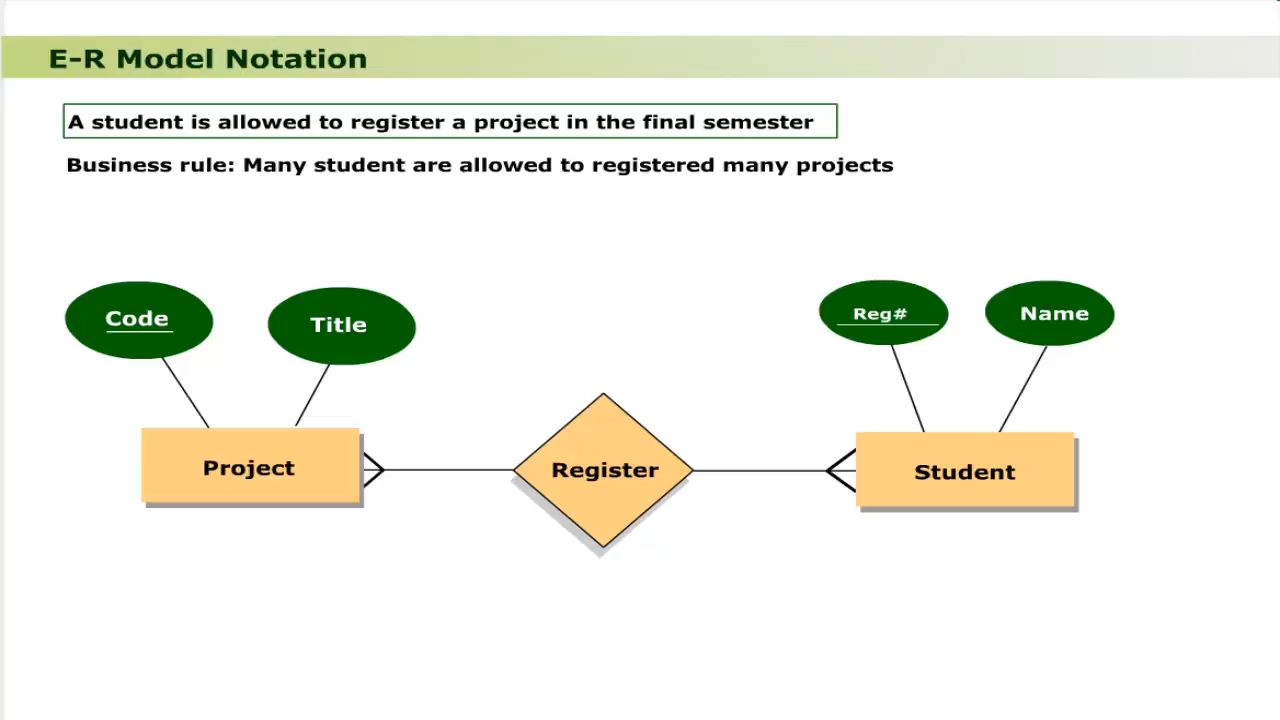 E-R Model Notation
A student is allowed to register a project in the final semester
Business rule: Many student are allowed to registered many projects
Code
Title
Reg#
Name
Project
Register
Student